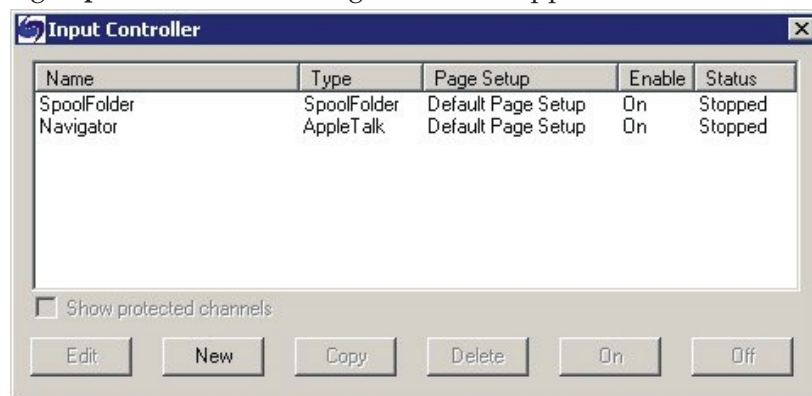 Input Controller
Name Type Page Setup Enable Status
SpoolFolder SpoolFolder Default Page Setup On Stopped
Navigator AppleTalk Default Page Setup On Stopped
Show protected channels
Edit New Copy Delete On Off